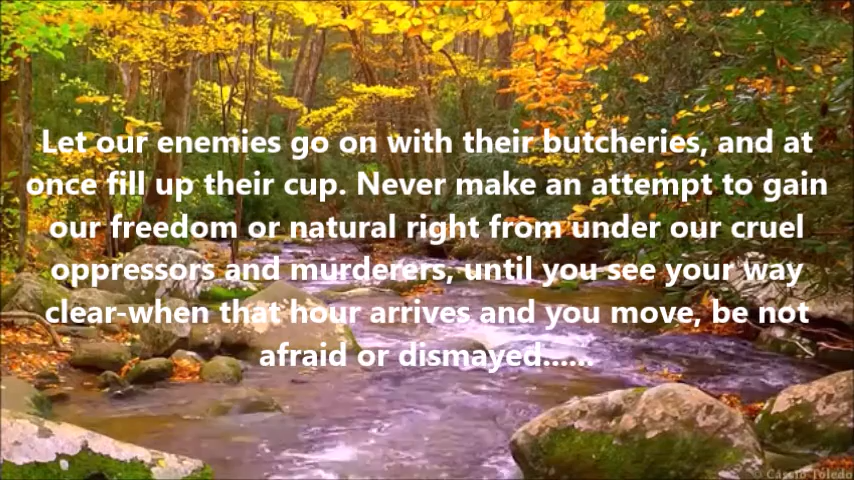 Let our enemies go on with their butcheries, and at
once fill up their cup. Never make an attempt to gain
our freedom or natural right from under our cruel
oppressors and murderers, until you see your way
clear-when that hour arrives and you move, be not
afraid or dismayed......
© Cássio Toledo